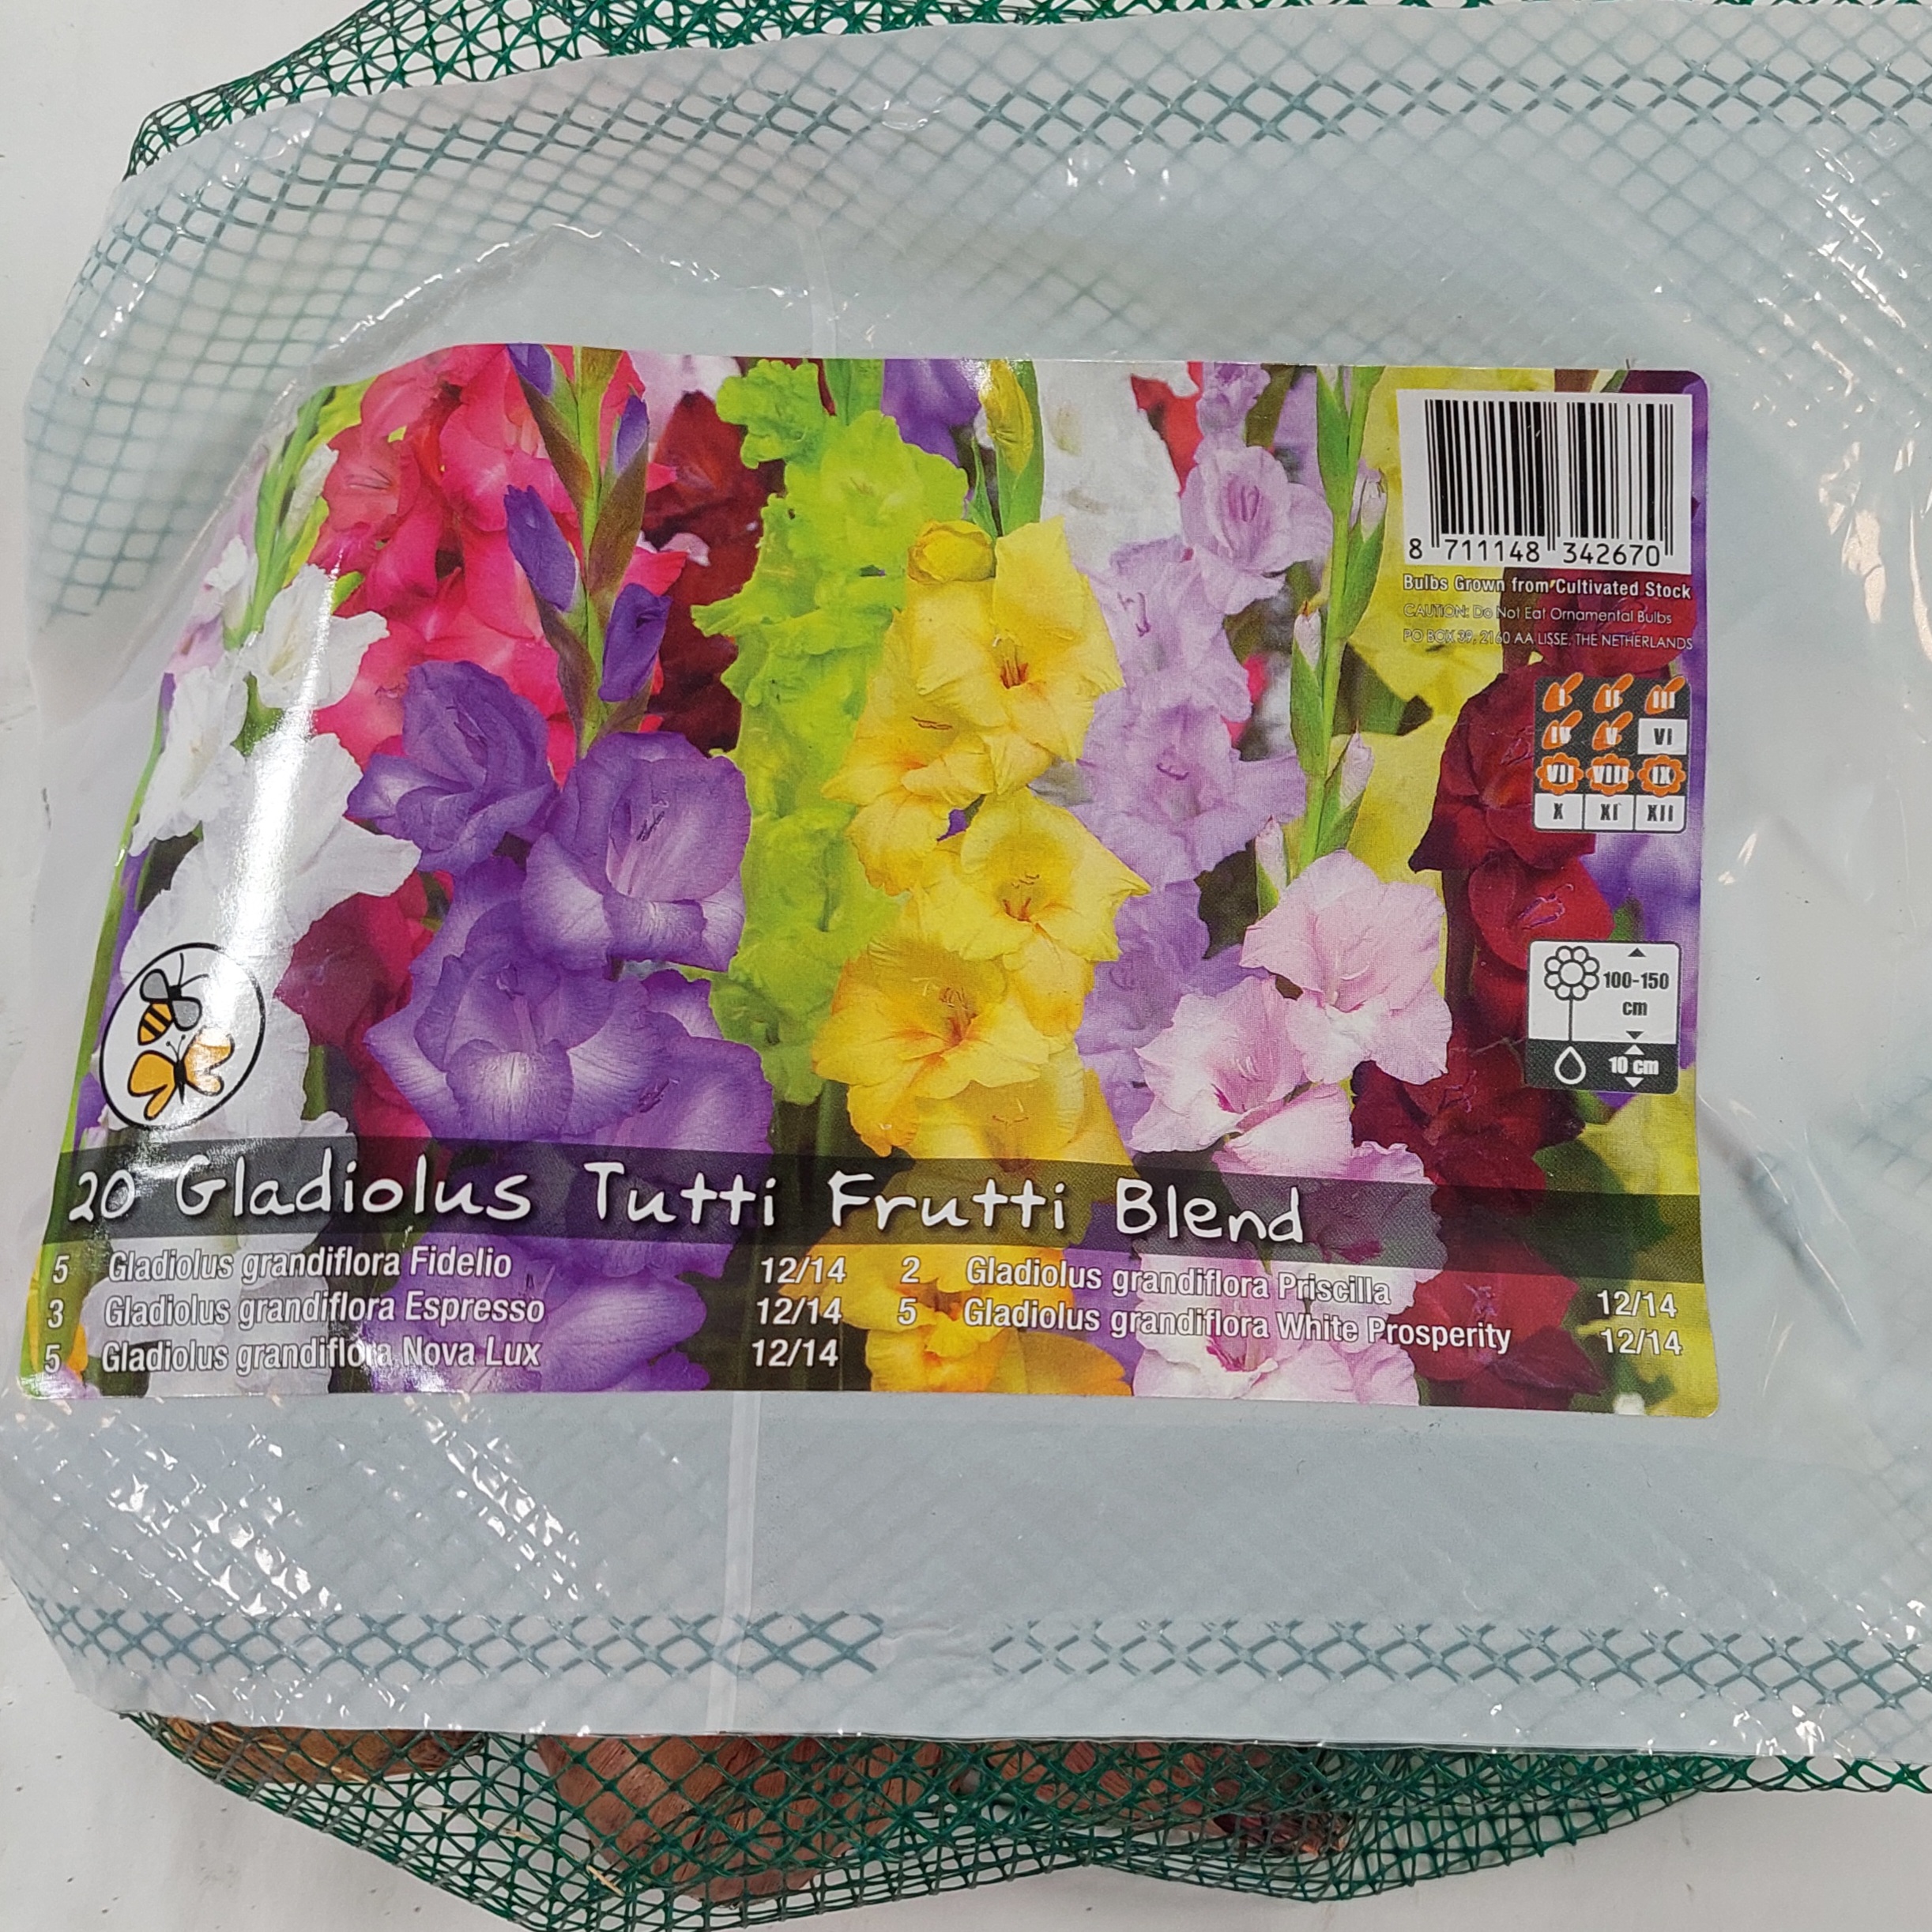 8 711148 342670
Bulbs Grown from Cultivated Stock
CAUTION: Do Not Eat Ornamental Bulbs
PO BOX 39, 2160 AA LISSE, THE NETHERLANDS
I II III
IV V VI
VII VIII IX
X XI XII
100-150
cm
10 cm
20 Gladiolus Tutti Frutti Blend
5 Gladiolus grandiflora Fidelio 12/14
3 Gladiolus grandiflora Espresso 12/14
5 Gladiolus grandiflora Nova Lux 12/14
2 Gladiolus grandiflora Priscilla 12/14
5 Gladiolus grandiflora White Prosperity 12/14